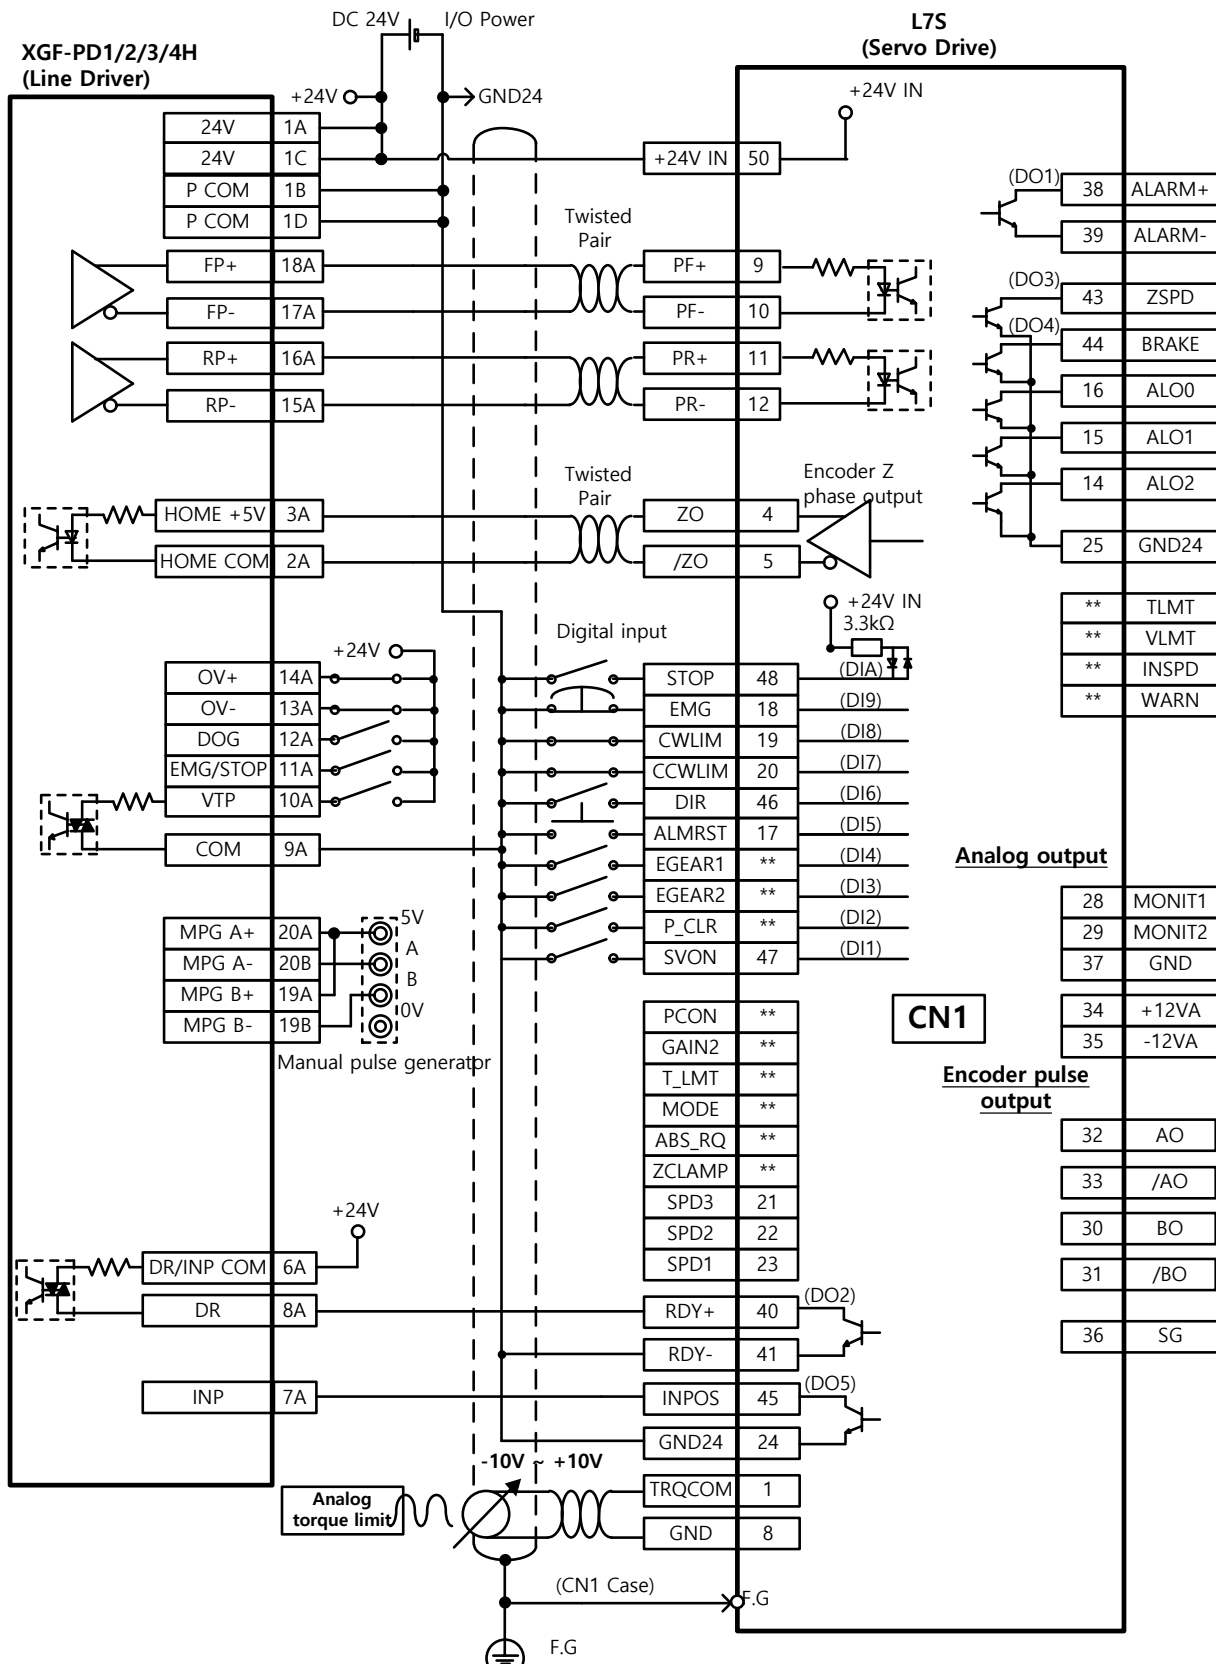 DC 24V I/O Power
XGF-PD1/2/3/4H
(Line Driver)
L7S
(Servo Drive)
+24V
GND24
+24V IN
24V 1A
24V 1C
P COM 1B
P COM 1D
FP+ 18A
FP- 17A
RP+ 16A
RP- 15A
HOME +5V 3A
HOME COM 2A
+24V
OV+ 14A
OV- 13A
DOG 12A
EMG/STOP 11A
VTP 10A
COM 9A
MPG A+ 20A
MPG A- 20B
MPG B+ 19A
MPG B- 19B
5V
A
B
0V
Manual pulse generator
+24V
DR/INP COM 6A
DR 8A
INP 7A
Analog
torque limit
-10V ~ +10V
Twisted
Pair
Twisted
Pair
Digital input
+24V IN 50
PF+ 9
PF- 10
PR+ 11
PR- 12
ZO 4
/ZO 5
Encoder Z
phase output
+24V IN
3.3kΩ
STOP 48 (DIA)
EMG 18 (DI9)
CWLIM 19 (DI8)
CCWLIM 20 (DI7)
DIR 46 (DI6)
ALMRST 17 (DI5)
EGEAR1 ** (DI4)
EGEAR2 ** (DI3)
P_CLR ** (DI2)
SVON 47 (DI1)
PCON **
GAIN2 **
T_LMT **
MODE **
ABS_RQ **
ZCLAMP **
SPD3 21
SPD2 22
SPD1 23
RDY+ 40 (DO2)
RDY- 41
INPOS 45 (DO5)
GND24 24
TRQCOM 1
GND 8
(CN1 Case)
F.G
F.G
(DO1) 38 ALARM+
39 ALARM-
(DO3) 43 ZSPD
(DO4) 44 BRAKE
16 ALO0
15 ALO1
14 ALO2
25 GND24
** TLMT
** VLMT
** INSPD
** WARN
Analog output
28 MONIT1
29 MONIT2
37 GND
34 +12VA
35 -12VA
CN1
Encoder pulse
output
32 AO
33 /AO
30 BO
31 /BO
36 SG